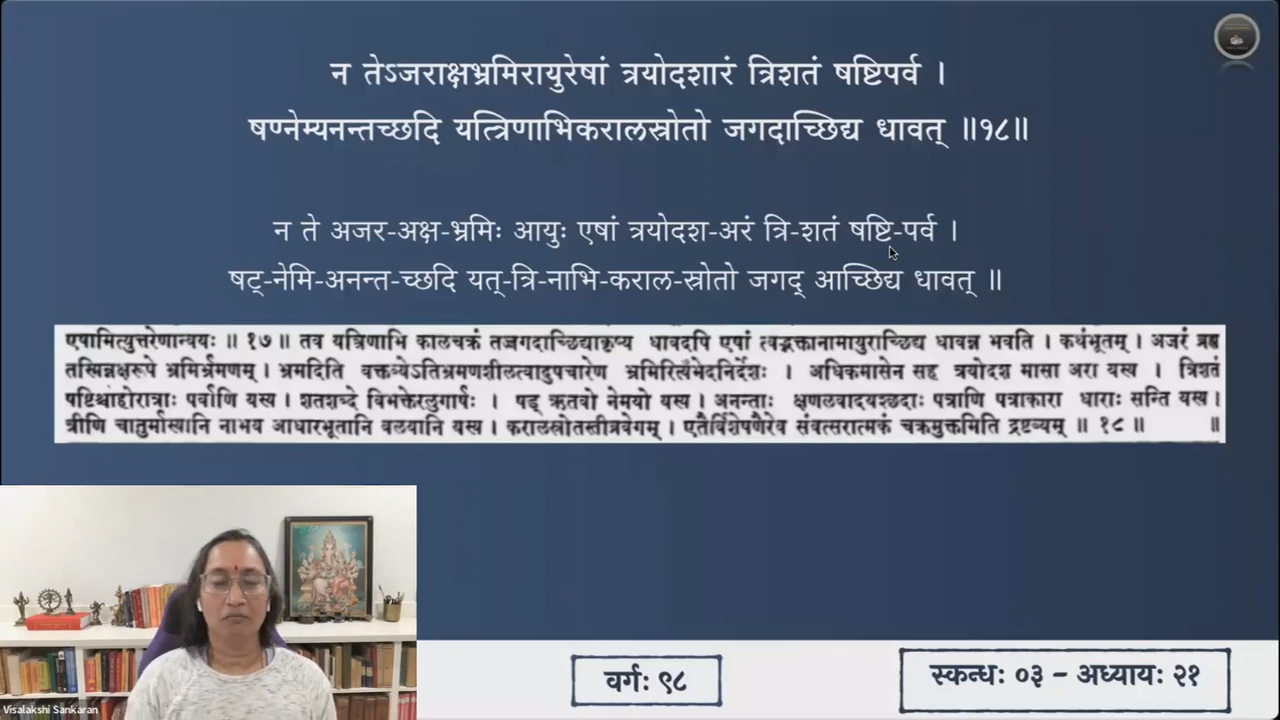 न तेऽजराक्षभ्रमिरायुरेषां त्रयोदशारं त्रिशतं षष्टिपर्व ।
षण्नेम्यनन्तच्छदि यत्त्रिणाभिकरालस्रोतो जगदाच्छिद्य धावत् ॥१८॥
न ते अजर-अक्ष-भ्रमिः आयुः एषां त्रयोदश-अरं त्रि-शतं षष्टि-पर्व ।
षट्-नेमि-अनन्त-च्छदि यत्-त्रि-नाभि-कराल-स्रोतो जगद् आच्छिद्य धावत् ॥
एषामित्युत्तरेणान्वयः ॥ १७ ॥ तव यत्रिणाभि कालचक्रं तज्जगदाच्छिद्याकृष्य धावदपि एषां त्वद्भक्तानामायुराच्छिद्य धावन्न भवति । कथंभूतम् । अजरं ब्रह्म
तस्मिन्नक्षरूपे भ्रमिर्भ्रमणम् । भ्रमदिति वक्तव्येऽतिभ्रमणशीलत्वादुपचारेण भ्रमिरित्यभेदनिर्देशः । अधिकमासेन सह त्रयोदश मासा अरा यस्य । त्रिशतं
षष्टिश्चाहोरात्राः पर्वाणि यस्य । शतशब्दे विभक्तेरलुगार्षः । षड् ऋतवो नेमयो यस्य । अनन्ताः क्षणलवादयश्छदाः पत्राणि पत्राकारा धाराः सन्ति यस्य ।
त्रीणि चातुर्मास्यानि नाभय आधारभूतानि वलयानि यस्य । करालस्रोतस्तीव्रवेगम् । एतैर्विशेषणैरेव संवत्सरात्मकं चक्रमुक्तमिति द्रष्टव्यम् ॥ १८ ॥ ॥
Visalakshi Sankaran
वर्गः ९८
स्कन्धः ०३ - अध्यायः २१